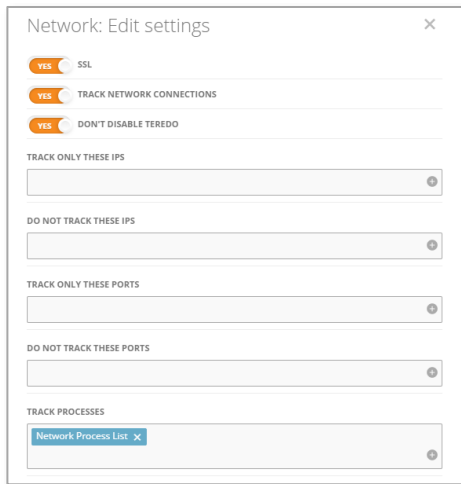 Network: Edit settings
YES SSL
YES TRACK NETWORK CONNECTIONS
YES DON'T DISABLE TEREDO
TRACK ONLY THESE IPS
DO NOT TRACK THESE IPS
TRACK ONLY THESE PORTS
DO NOT TRACK THESE PORTS
TRACK PROCESSES
Network Process List